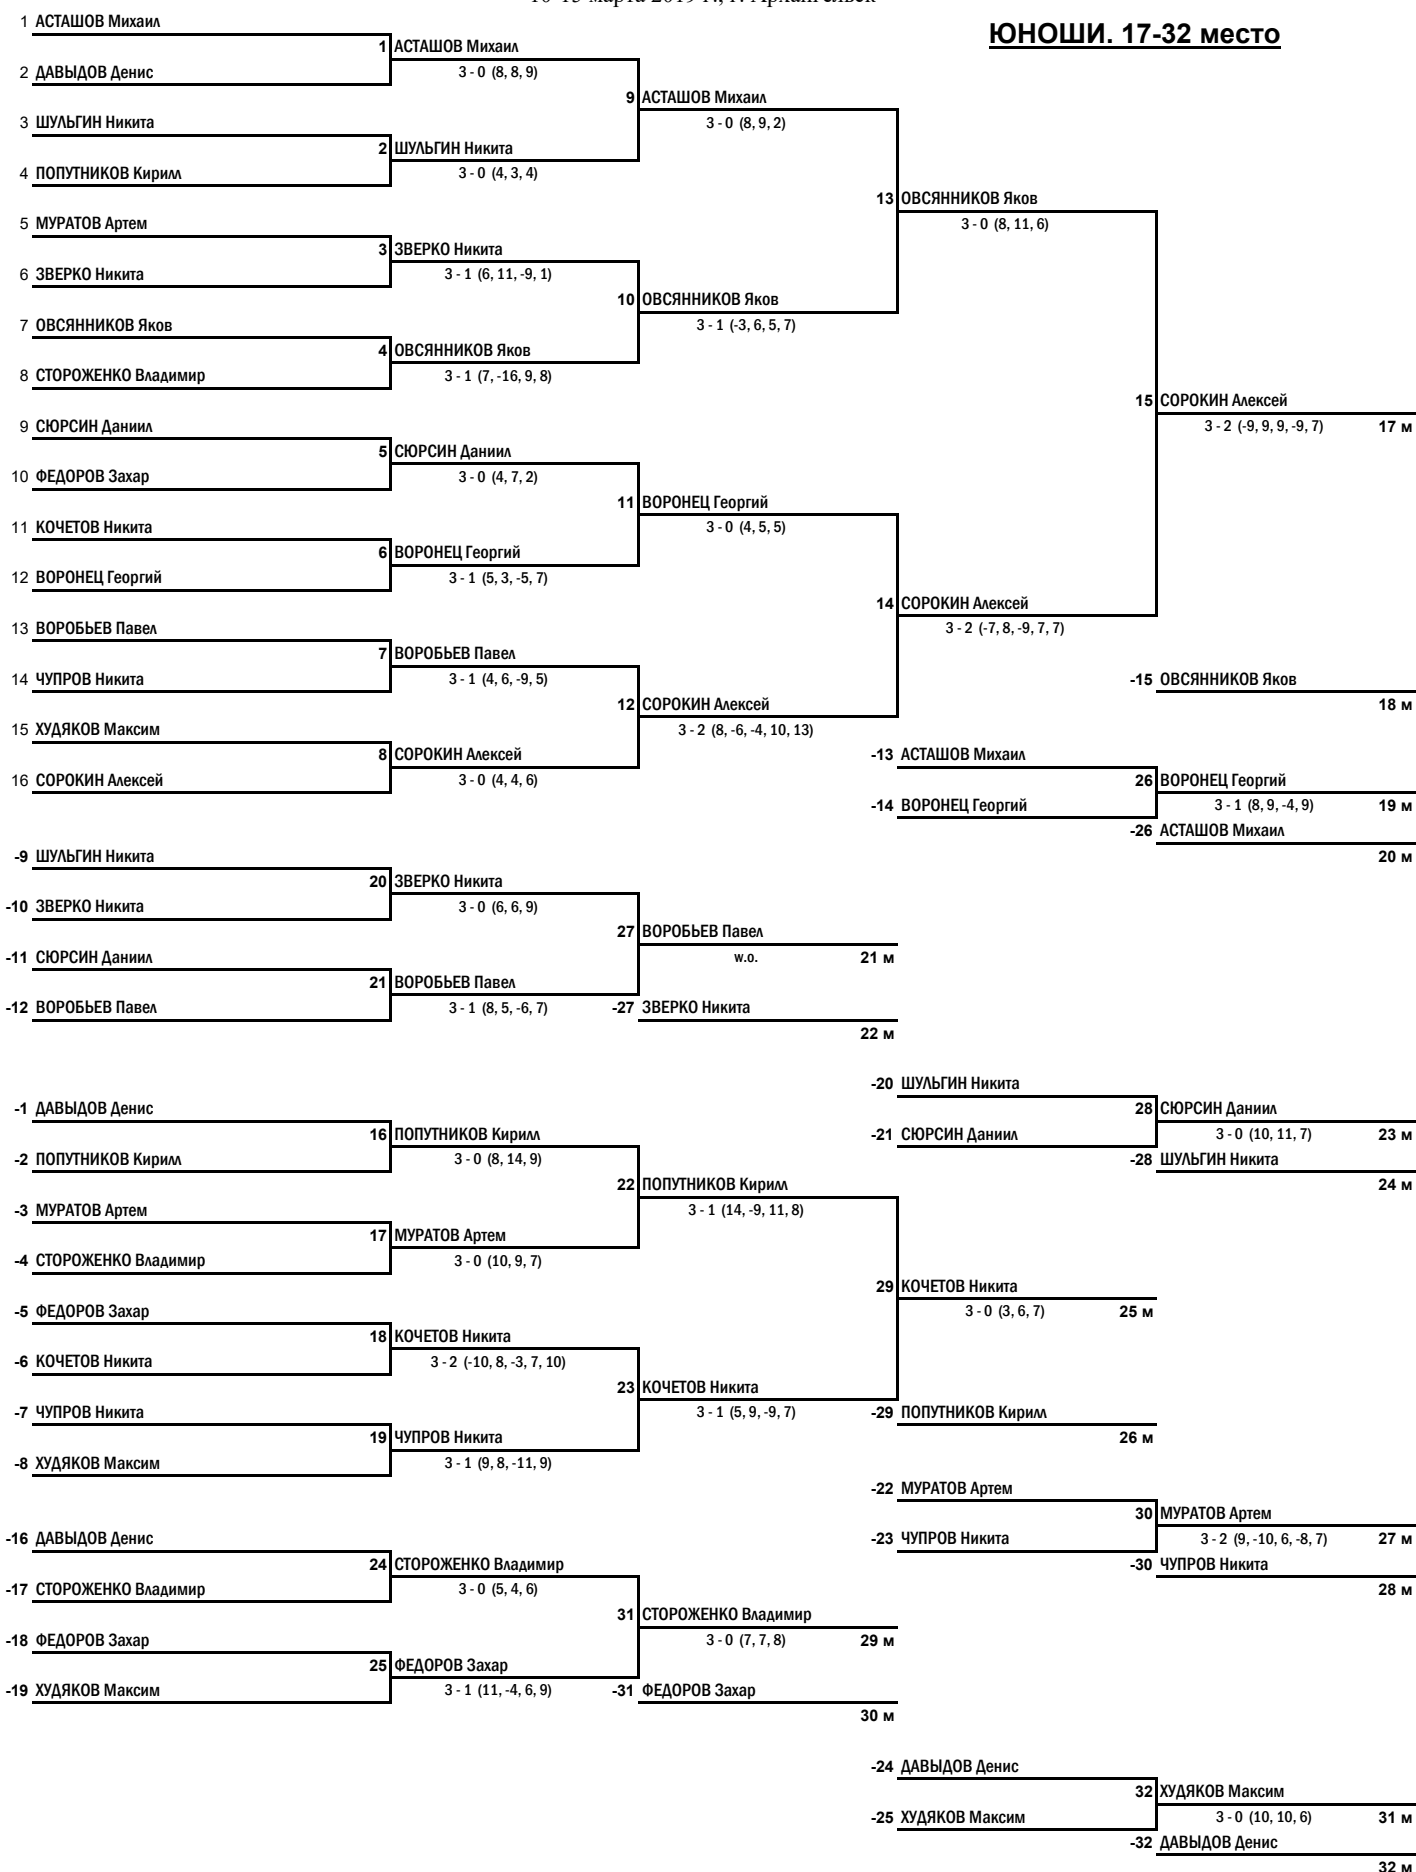 10-13 марта 2019 г., г. Архангельск
1 АСТАШОВ Михаил
ЮНОШИ. 17-32 место
1 АСТАШОВ Михаил
2 ДАВЫДОВ Денис
3 - 0 (8, 8, 9)
9 АСТАШОВ Михаил
3 ШУЛЬГИН Никита
3 - 0 (8, 9, 2)
2 ШУЛЬГИН Никита
4 ПОПУТНИКОВ Кирилл
3 - 0 (4, 3, 4)
13 ОВСЯННИКОВ Яков
5 МУРАТОВ Артем
3 - 0 (8, 11, 6)
3 ЗВЕРКО Никита
6 ЗВЕРКО Никита
3 - 1 (6, 11, -9, 1)
10 ОВСЯННИКОВ Яков
7 ОВСЯННИКОВ Яков
3 - 1 (-3, 6, 5, 7)
4 ОВСЯННИКОВ Яков
8 СТОРОЖЕНКО Владимир
3 - 1 (7, -16, 9, 8)
15 СОРОКИН Алексей
9 СЮРСИН Даниил
3 - 2 (-9, 9, 9, -9, 7) 17 м
5 СЮРСИН Даниил
10 ФЕДОРОВ Захар
3 - 0 (4, 7, 2)
11 ВОРОНЕЦ Георгий
11 КОЧЕТОВ Никита
3 - 0 (4, 5, 5)
6 ВОРОНЕЦ Георгий
12 ВОРОНЕЦ Георгий
3 - 1 (5, 3, -5, 7)
14 СОРОКИН Алексей
13 ВОРОБЬЕВ Павел
3 - 2 (-7, 8, -9, 7, 7)
7 ВОРОБЬЕВ Павел
14 ЧУПРОВ Никита
3 - 1 (4, 6, -9, 5)
-15 ОВСЯННИКОВ Яков
12 СОРОКИН Алексей
18 м
15 ХУДЯКОВ Максим
3 - 2 (8, -6, -4, 10, 13)
8 СОРОКИН Алексей
-13 АСТАШОВ Михаил
16 СОРОКИН Алексей
3 - 0 (4, 4, 6)
26 ВОРОНЕЦ Георгий
-14 ВОРОНЕЦ Георгий
3 - 1 (8, 9, -4, 9) 19 м
-26 АСТАШОВ Михаил
-9 ШУЛЬГИН Никита
20 м
20 ЗВЕРКО Никита
-10 ЗВЕРКО Никита
3 - 0 (6, 6, 9)
27 ВОРОБЬЕВ Павел
-11 СЮРСИН Даниил
w.o. 21 м
21 ВОРОБЬЕВ Павел
-12 ВОРОБЬЕВ Павел
3 - 1 (8, 5, -6, 7)
-27 ЗВЕРКО Никита
22 м
-20 ШУЛЬГИН Никита
-1 ДАВЫДОВ Денис
28 СЮРСИН Даниил
16 ПОПУТНИКОВ Кирилл
-21 СЮРСИН Даниил
3 - 0 (10, 11, 7) 23 м
-2 ПОПУТНИКОВ Кирилл
3 - 0 (8, 14, 9)
-28 ШУЛЬГИН Никита
22 ПОПУТНИКОВ Кирилл
24 м
-3 МУРАТОВ Артем
3 - 1 (14, -9, 11, 8)
17 МУРАТОВ Артем
-4 СТОРОЖЕНКО Владимир
3 - 0 (10, 9, 7)
29 КОЧЕТОВ Никита
-5 ФЕДОРОВ Захар
3 - 0 (3, 6, 7) 25 м
18 КОЧЕТОВ Никита
-6 КОЧЕТОВ Никита
3 - 2 (-10, 8, -3, 7, 10)
23 КОЧЕТОВ Никита
-7 ЧУПРОВ Никита
3 - 1 (5, 9, -9, 7)
-29 ПОПУТНИКОВ Кирилл
19 ЧУПРОВ Никита
26 м
-8 ХУДЯКОВ Максим
3 - 1 (9, 8, -11, 9)
-22 МУРАТОВ Артем
30 МУРАТОВ Артем
-16 ДАВЫДОВ Денис
-23 ЧУПРОВ Никита
3 - 2 (9, -10, 6, -8, 7) 27 м
24 СТОРОЖЕНКО Владимир
-30 ЧУПРОВ Никита
-17 СТОРОЖЕНКО Владимир
3 - 0 (5, 4, 6)
28 м
31 СТОРОЖЕНКО Владимир
-18 ФЕДОРОВ Захар
3 - 0 (7, 7, 8) 29 м
25 ФЕДОРОВ Захар
-19 ХУДЯКОВ Максим
3 - 1 (11, -4, 6, 9)
-31 ФЕДОРОВ Захар
30 м
-24 ДАВЫДОВ Денис
32 ХУДЯКОВ Максим
-25 ХУДЯКОВ Максим
3 - 0 (10, 10, 6) 31 м
-32 ДАВЫДОВ Денис
32 м